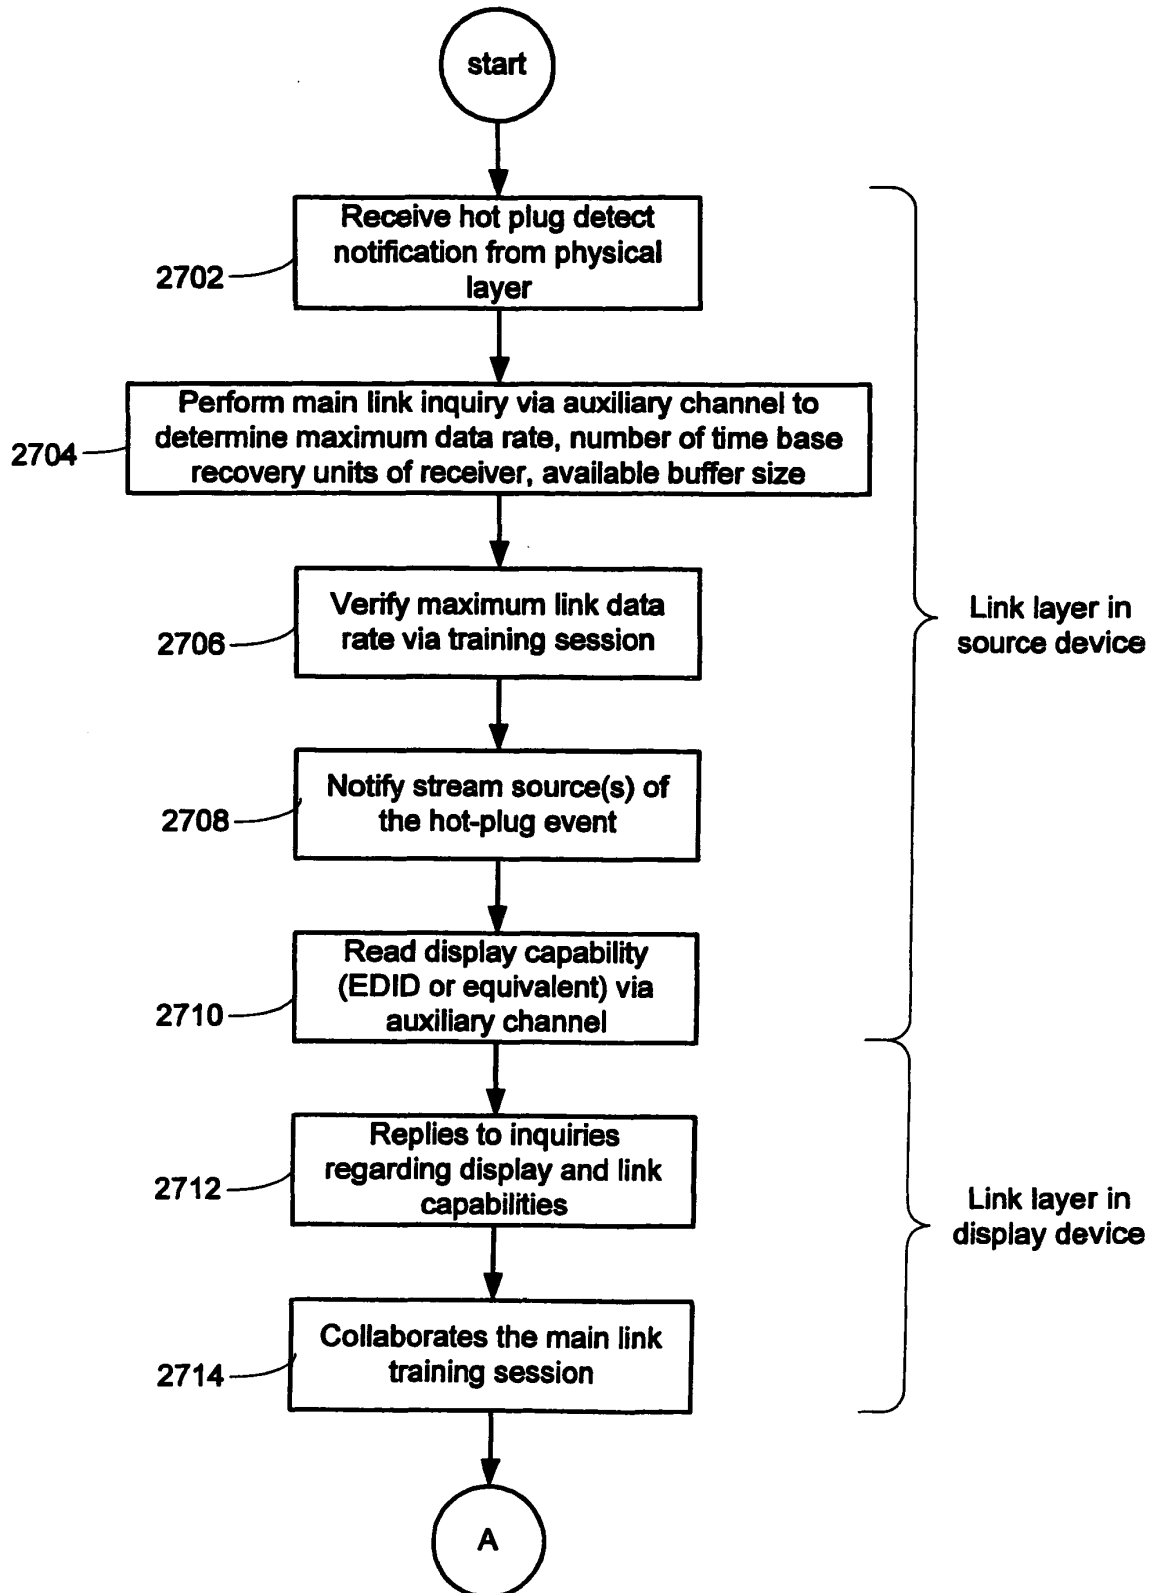 start
Receive hot plug detect
notification from physical
layer
2702
Perform main link inquiry via auxiliary channel to
determine maximum data rate, number of time base
recovery units of receiver, available buffer size
2704
Verify maximum link data
rate via training session
2706
Link layer in
source device
Notify stream source(s) of
the hot-plug event
2708
Read display capability
(EDID or equivalent) via
auxiliary channel
2710
Replies to inquiries
regarding display and link
capabilities
2712
Link layer in
display device
Collaborates the main link
training session
2714
A